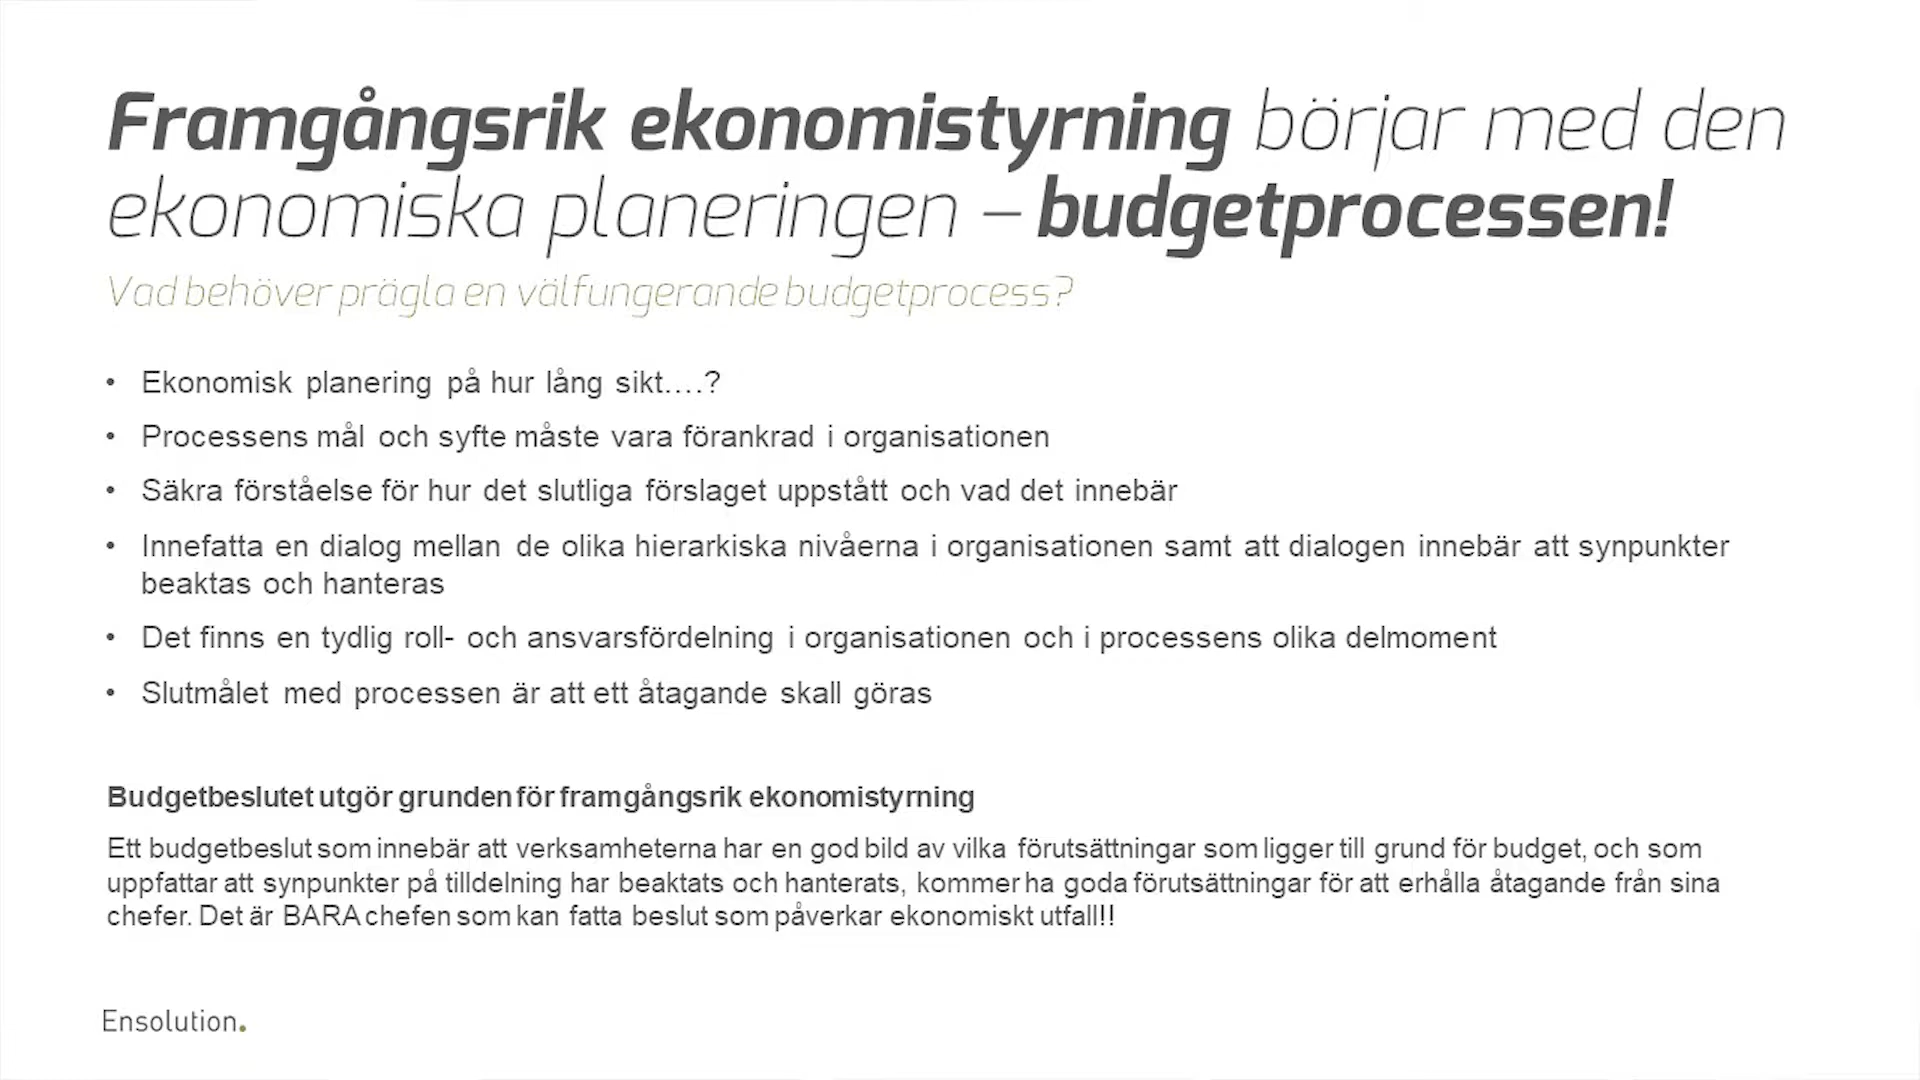 Framgångsrik ekonomistyrning börjar med den
ekonomiska planeringen – budgetprocessen!
Vad behöver prägla en välfungerande budgetprocess?
• Ekonomisk planering på hur lång sikt….?
• Processens mål och syfte måste vara förankrad i organisationen
• Säkra förståelse för hur det slutliga förslaget uppstått och vad det innebär
• Innefatta en dialog mellan de olika hierarkiska nivåerna i organisationen samt att dialogen innebär att synpunkter
beaktas och hanteras
• Det finns en tydlig roll- och ansvarsfördelning i organisationen och i processens olika delmoment
• Slutmålet med processen är att ett åtagande skall göras
Budgetbeslutet utgör grunden för framgångsrik ekonomistyrning
Ett budgetbeslut som innebär att verksamheterna har en god bild av vilka förutsättningar som ligger till grund för budget, och som
uppfattar att synpunkter på tilldelning har beaktats och hanterats, kommer ha goda förutsättningar för att erhålla åtagande från sina
chefer. Det är BARA chefen som kan fatta beslut som påverkar ekonomiskt utfall!!
Ensolution.